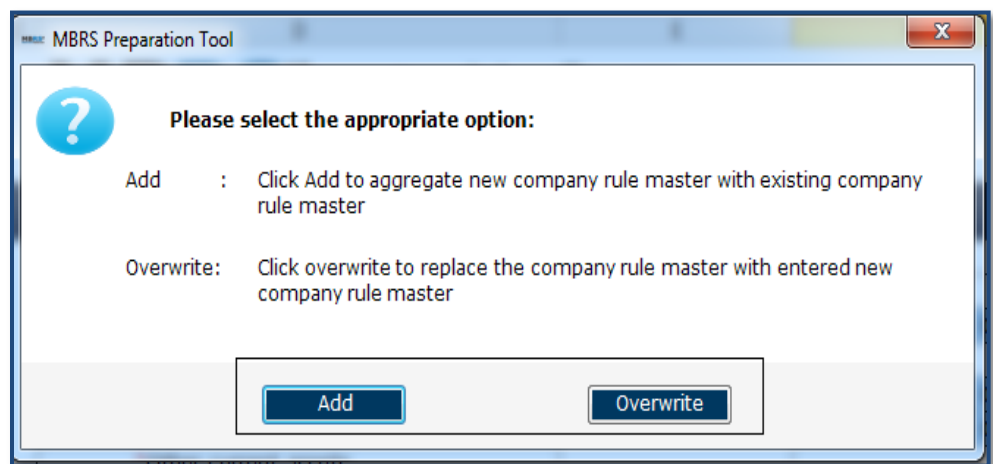 MBRS Preparation Tool
Please select the appropriate option:
Add : Click Add to aggregate new company rule master with existing company
rule master
Overwrite: Click overwrite to replace the company rule master with entered new
company rule master
Add Overwrite